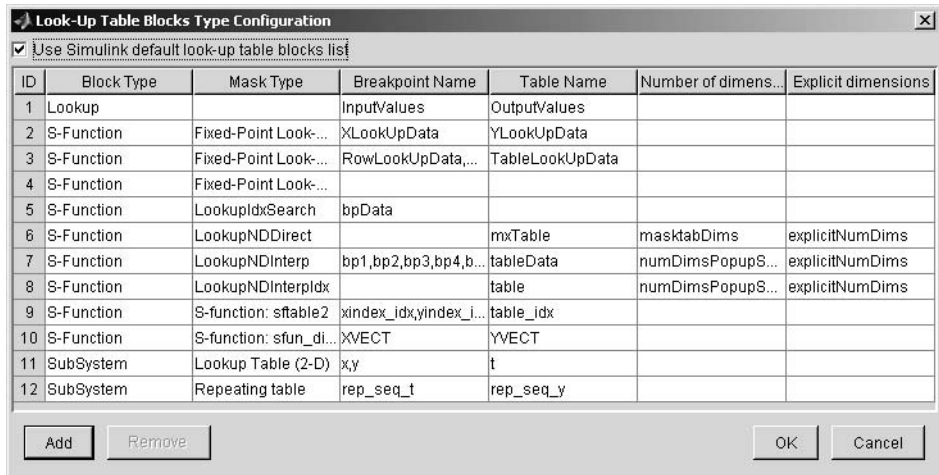 Look-Up Table Blocks Type Configuration
Use Simulink default look-up table blocks list
ID Block Type Mask Type Breakpoint Name Table Name Number of dimens... Explicit dimensions
1 Lookup InputValues OutputValues
2 S-Function Fixed-Point Look-... XLookUpData YLookUpData
3 S-Function Fixed-Point Look-... RowLookUpData,... TableLookUpData
4 S-Function Fixed-Point Look-...
5 S-Function LookupIdxSearch bpData
6 S-Function LookupNDDirect mxTable masktabDims explicitNumDims
7 S-Function LookupNDInterp bp1,bp2,bp3,bp4,b... tableData numDimsPopupS... explicitNumDims
8 S-Function LookupNDInterpIdx table numDimsPopupS... explicitNumDims
9 S-Function S-function: sftable2 xindex_idx,yindex_i... table_idx
10 S-Function S-function: sfun_di... XVECT YVECT
11 SubSystem Lookup Table (2-D) x,y t
12 SubSystem Repeating table rep_seq_t rep_seq_y
Add Remove OK Cancel